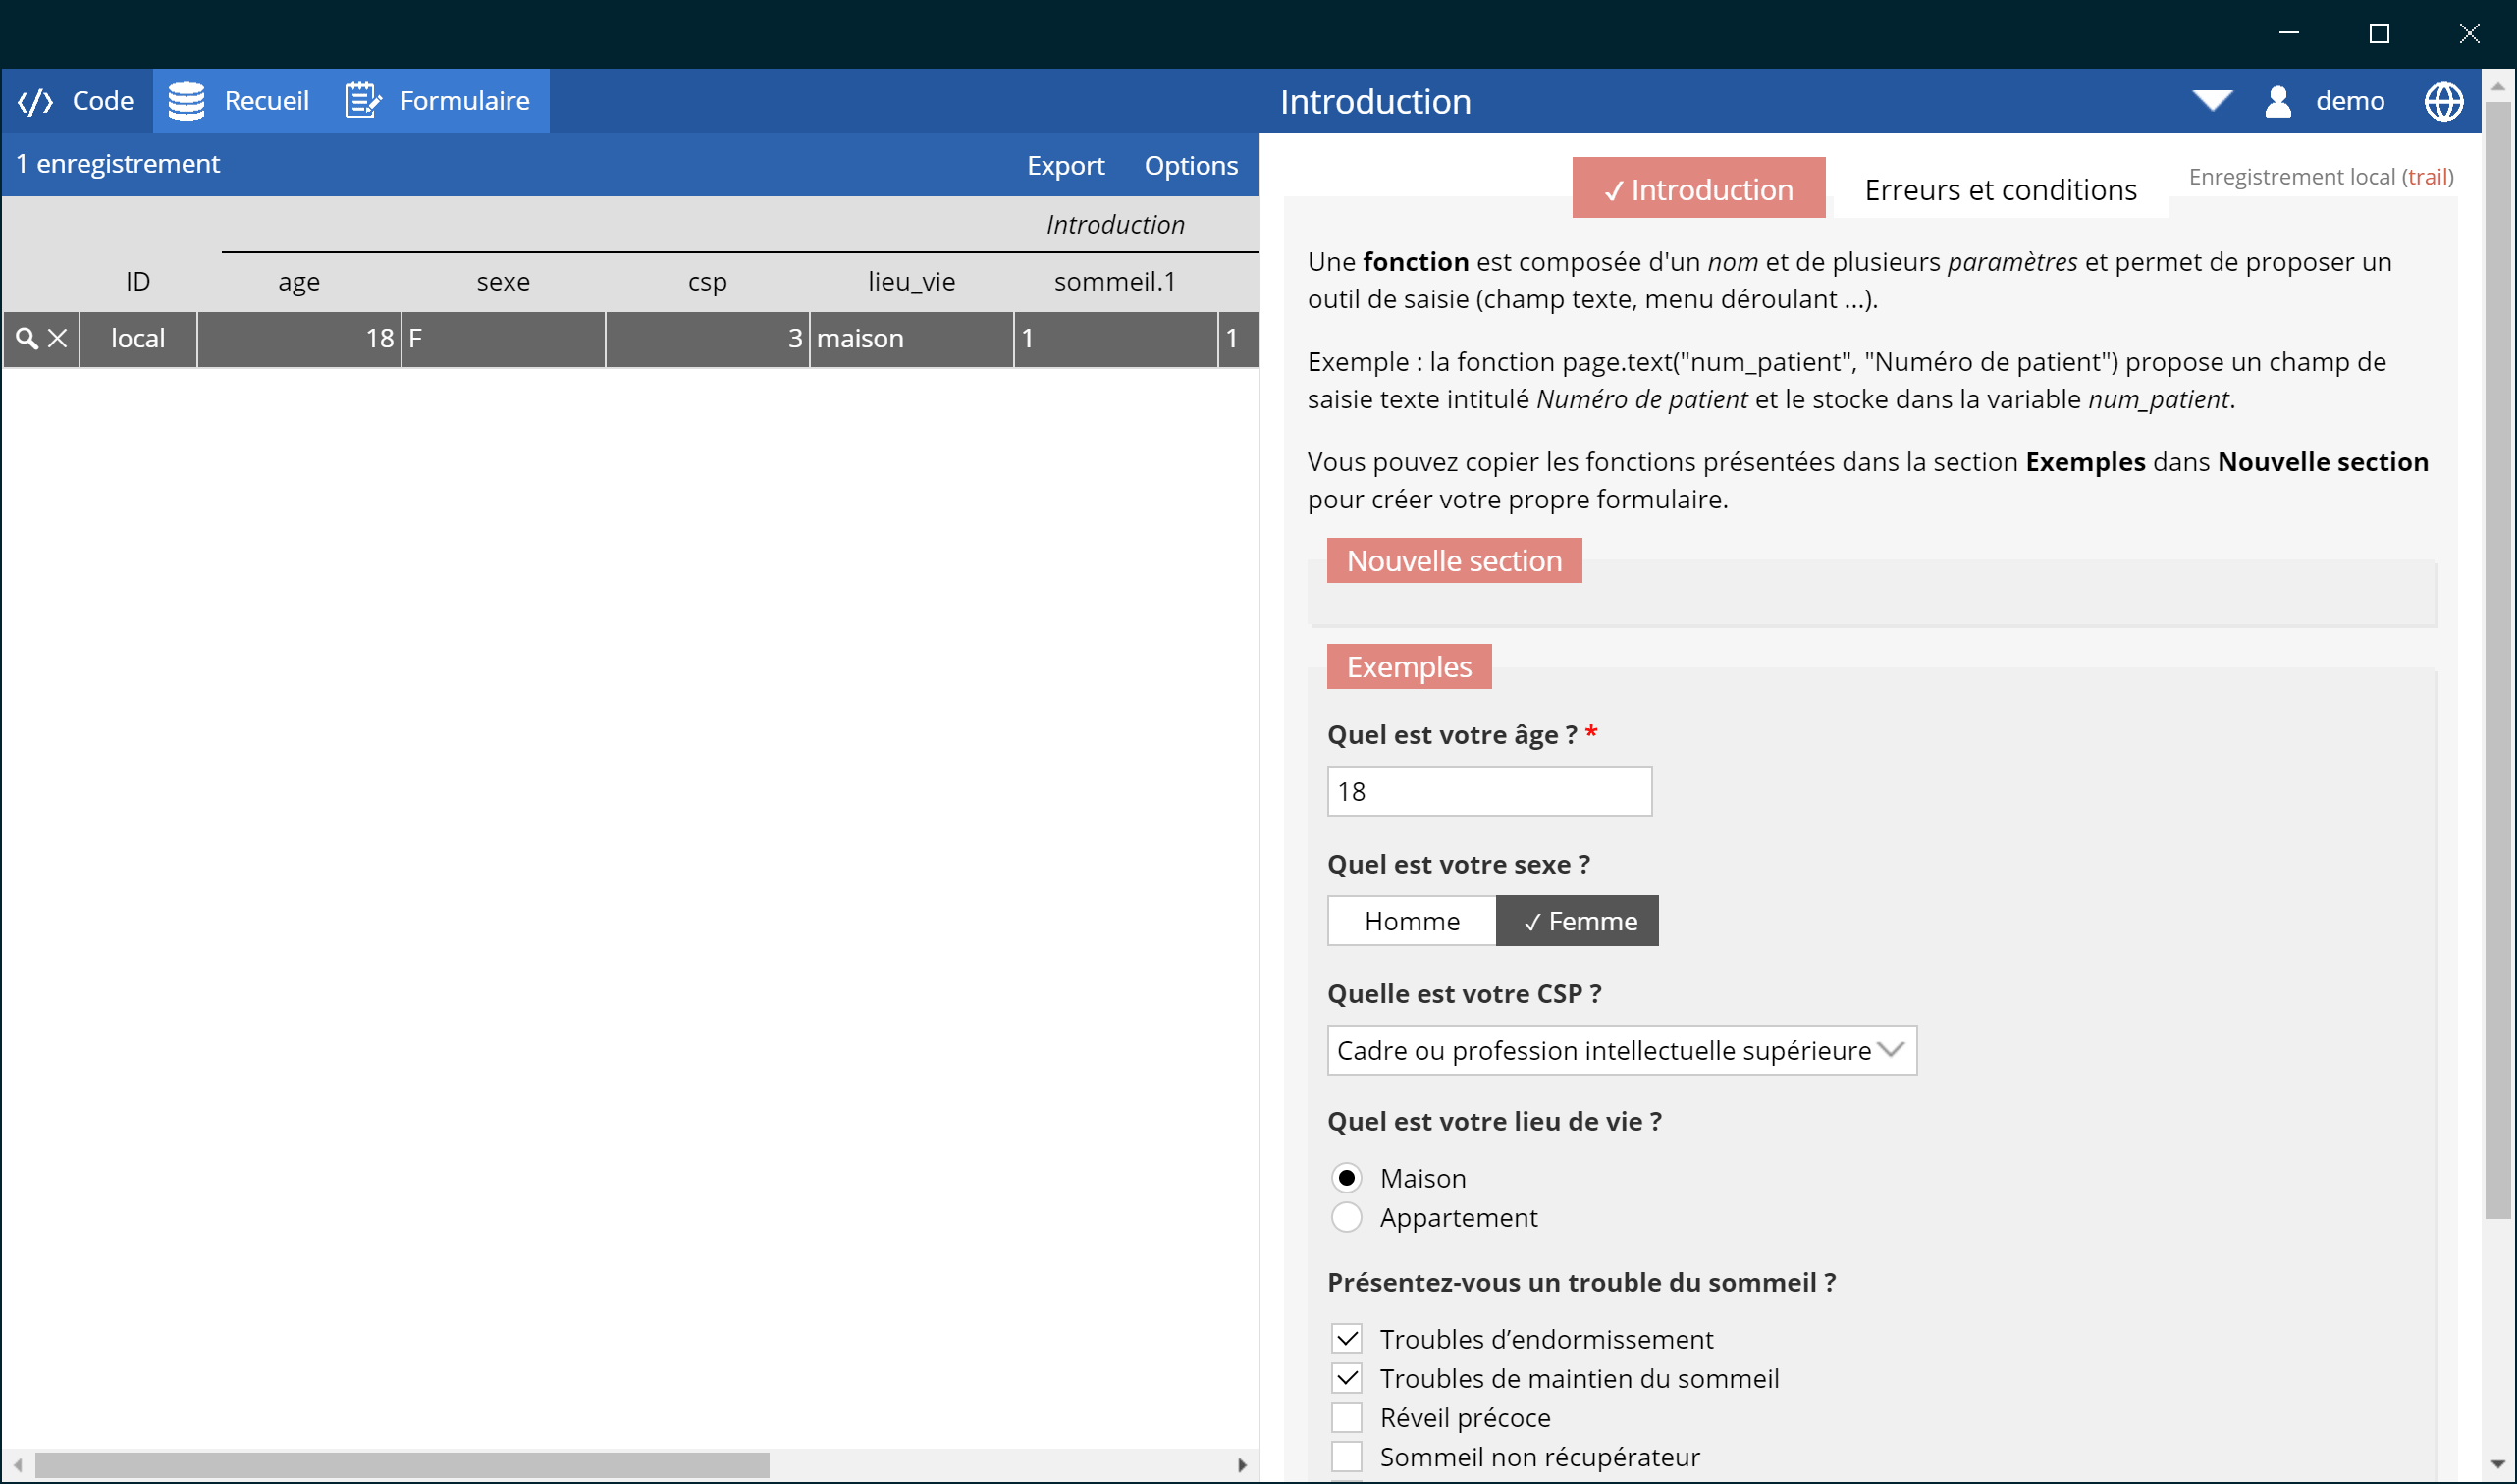 Code Recueil Formulaire Introduction demo
1 enregistrement Export Options
Introduction
ID age sexe csp lieu_vie sommeil.1
local 18 F 3 maison 1 1
✓ Introduction Erreurs et conditions Enregistrement local (trail)
Une fonction est composée d'un nom et de plusieurs paramètres et permet de proposer un
outil de saisie (champ texte, menu déroulant ...).
Exemple : la fonction page.text("num_patient", "Numéro de patient") propose un champ de
saisie texte intitulé Numéro de patient et le stocke dans la variable num_patient.
Vous pouvez copier les fonctions présentées dans la section Exemples dans Nouvelle section
pour créer votre propre formulaire.
Nouvelle section
Exemples
Quel est votre âge ? *
18
Quel est votre sexe ?
Homme ✓ Femme
Quelle est votre CSP ?
Cadre ou profession intellectuelle supérieure
Quel est votre lieu de vie ?
Maison
Appartement
Présentez-vous un trouble du sommeil ?
Troubles d’endormissement
Troubles de maintien du sommeil
Réveil précoce
Sommeil non récupérateur